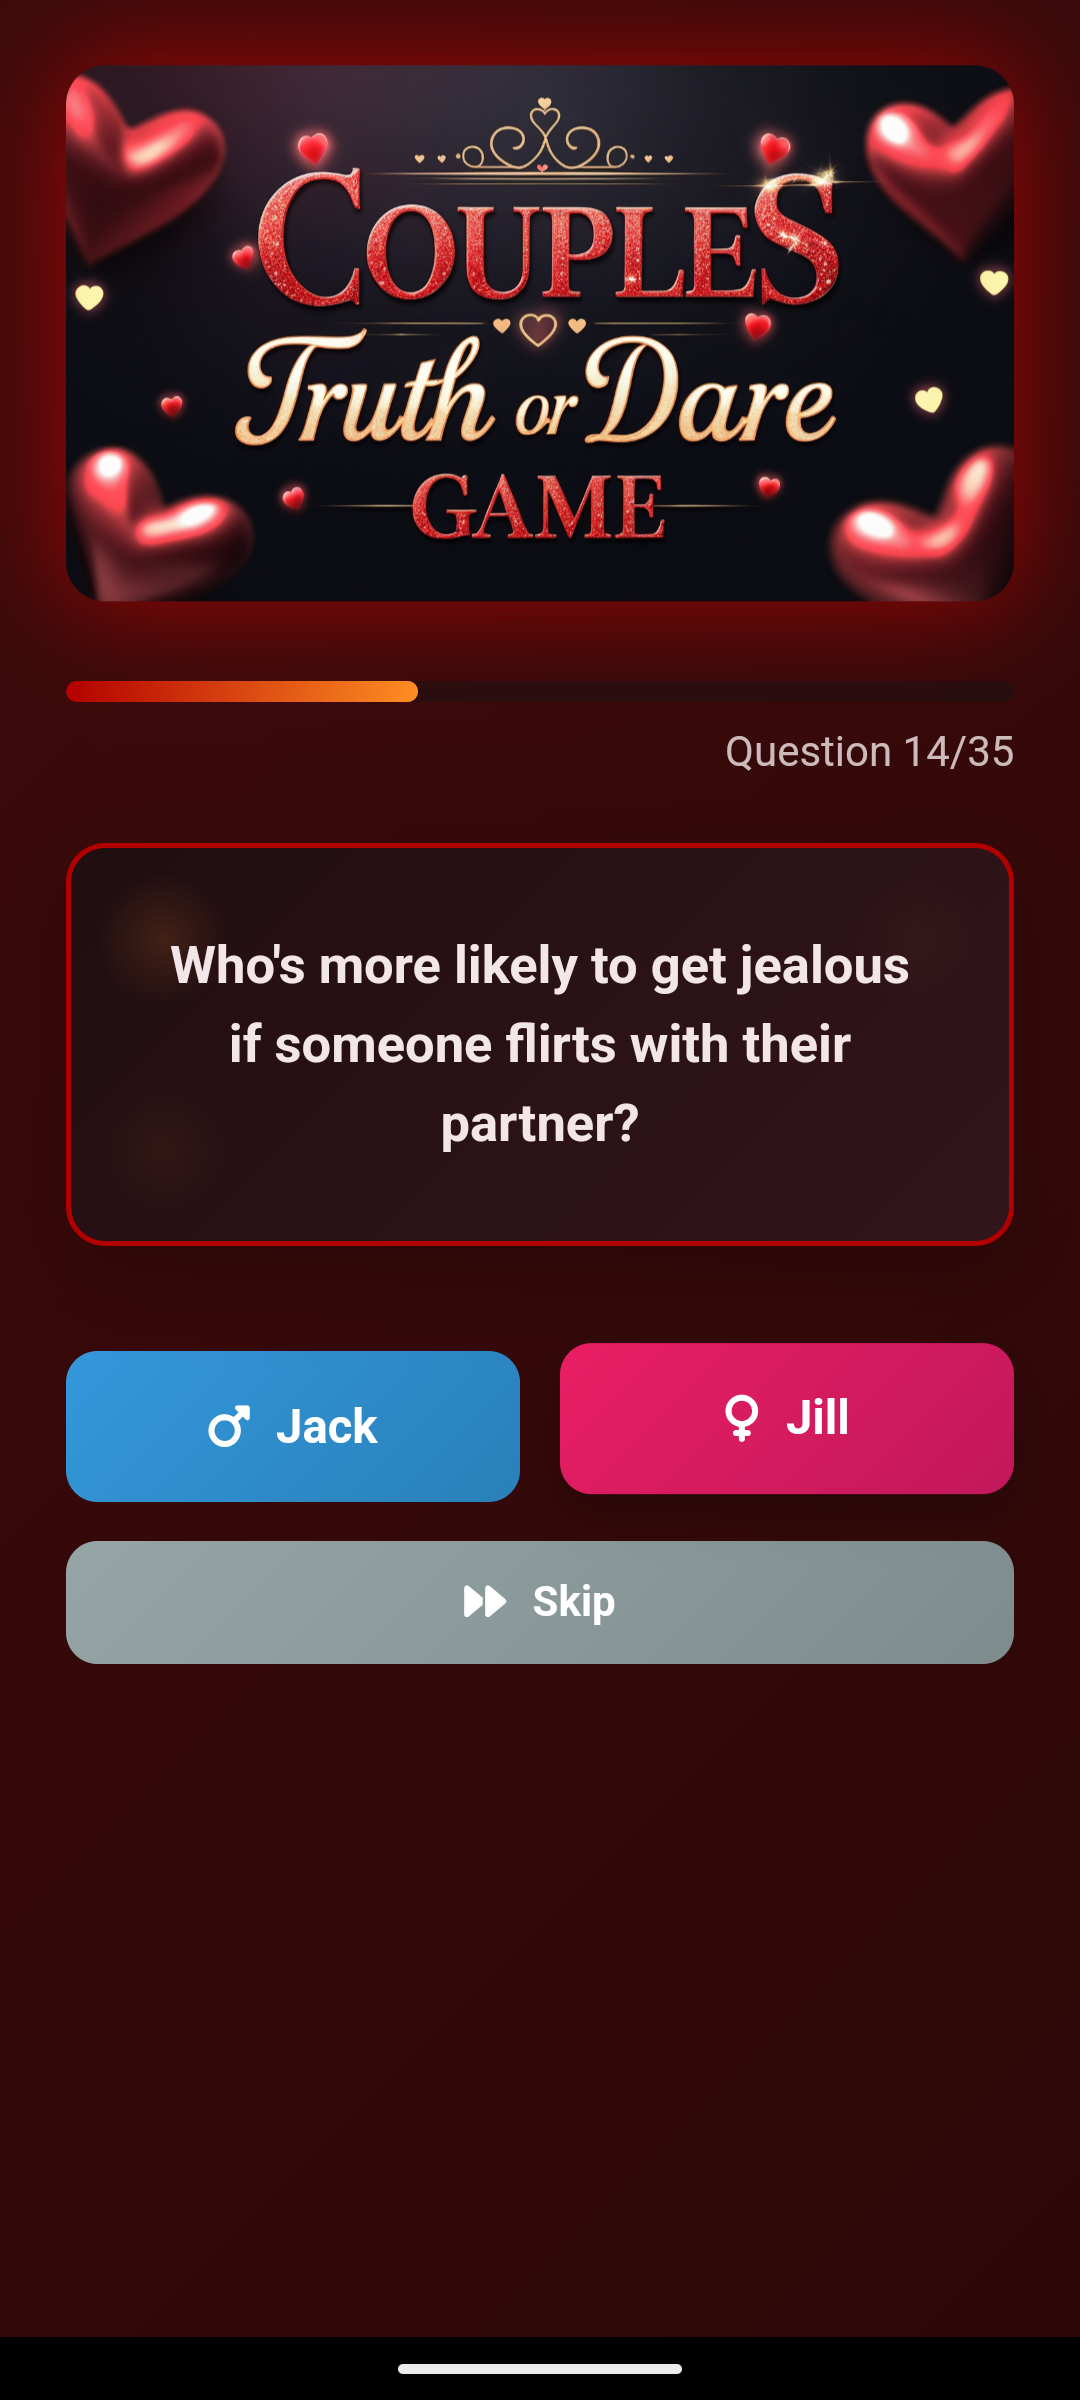 COUPLES
Truth or Dare
GAME
Question 14/35
Who's more likely to get jealous
if someone flirts with their
partner?
Jack
Jill
Skip